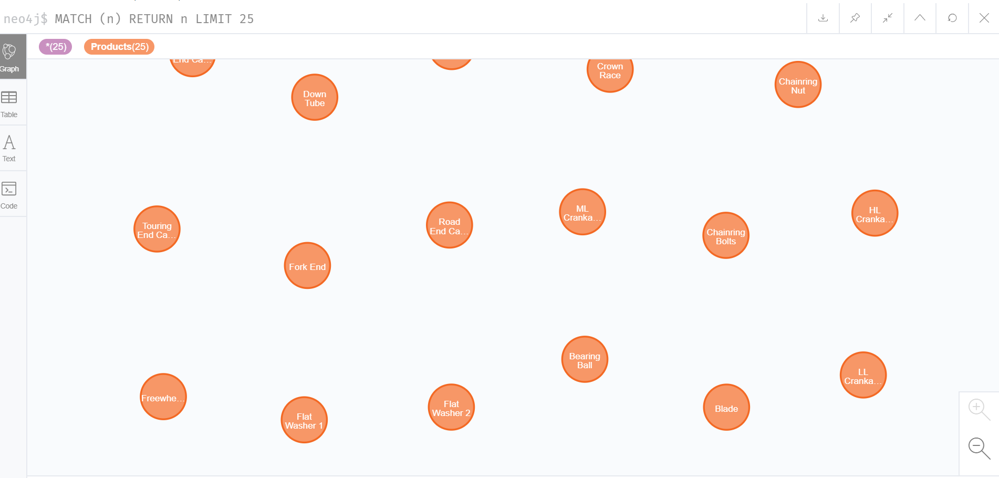 neo4j$ MATCH (n) RETURN n LIMIT 25
*(25)
Products(25)
Graph
Table
Text
Code
End Ca...
Crown
Race
Chainring
Nut
Down
Tube
ML
Cranka...
HL
Cranka...
Touring
End Ca...
Road
End Ca...
Chainring
Bolts
Fork End
Bearing
Ball
LL
Cranka...
Freewhe...
Flat
Washer 1
Flat
Washer 2
Blade